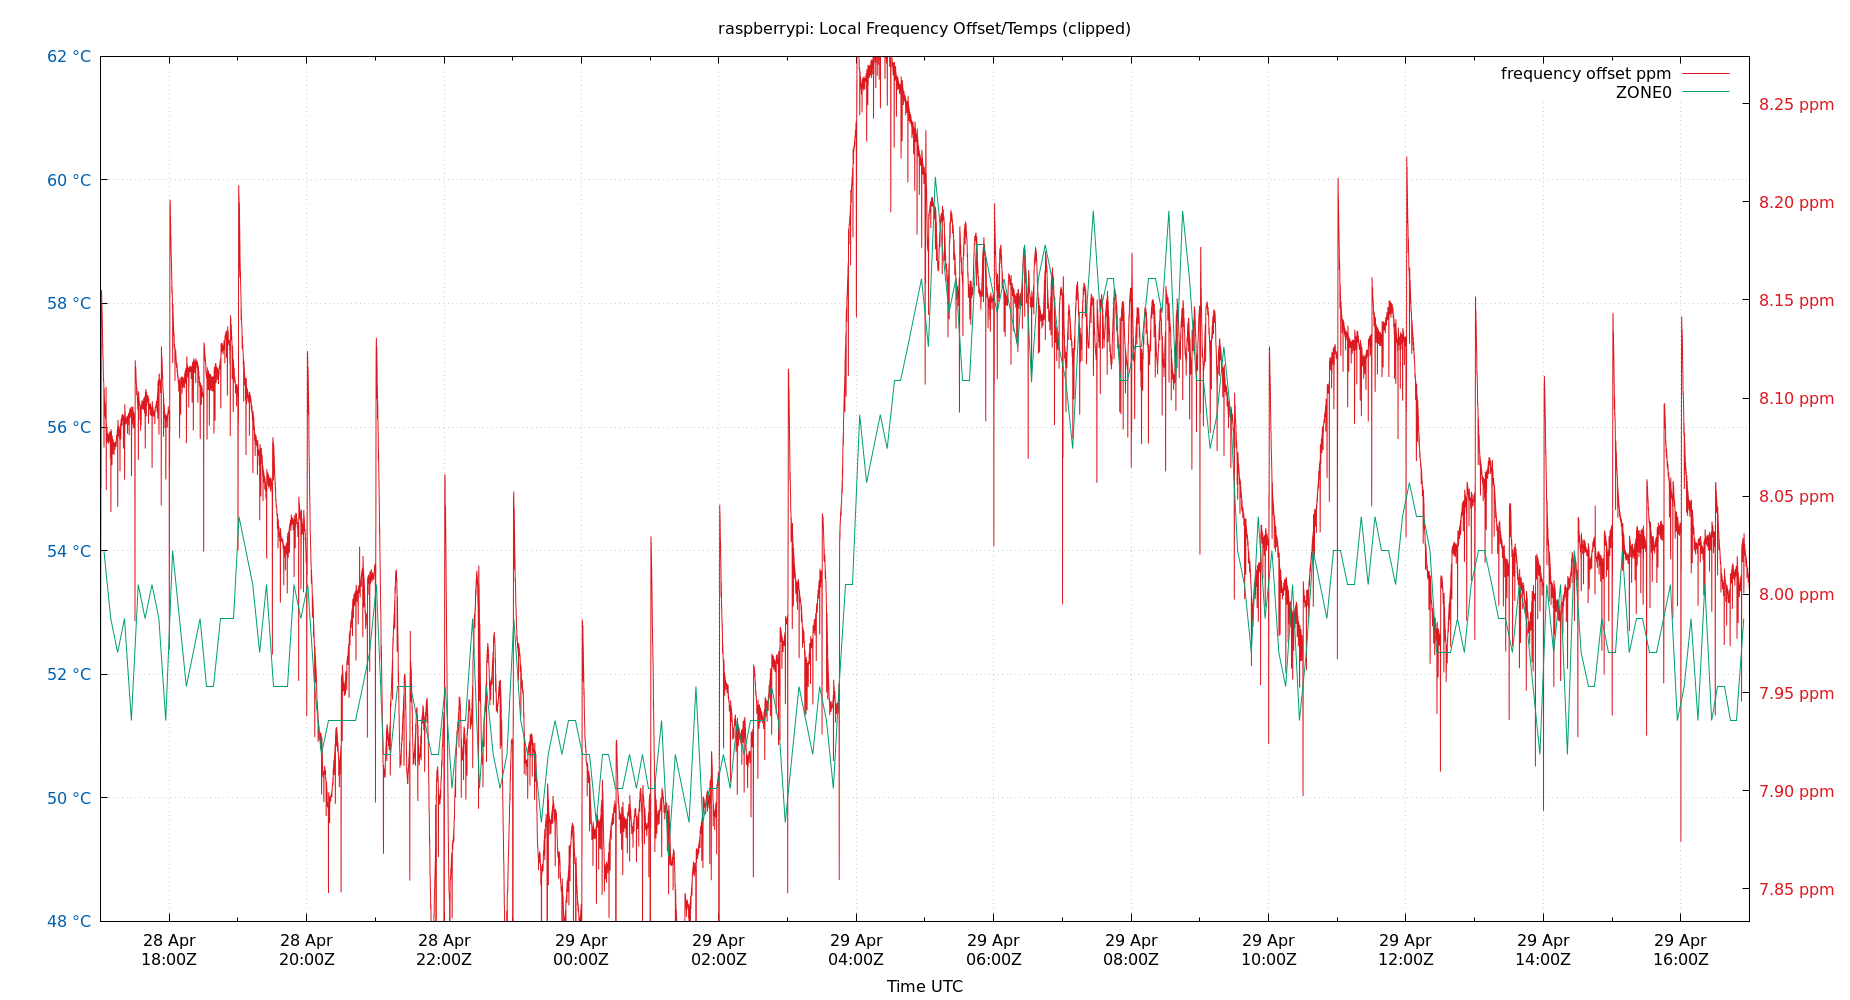 raspberrypi: Local Frequency Offset/Temps (clipped)
62 °C
60 °C
58 °C
56 °C
54 °C
52 °C
50 °C
48 °C
frequency offset ppm
ZONE0
8.25 ppm
8.20 ppm
8.15 ppm
8.10 ppm
8.05 ppm
8.00 ppm
7.95 ppm
7.90 ppm
7.85 ppm
28 Apr
18:00Z
28 Apr
20:00Z
28 Apr
22:00Z
29 Apr
00:00Z
29 Apr
02:00Z
29 Apr
04:00Z
29 Apr
06:00Z
29 Apr
08:00Z
29 Apr
10:00Z
29 Apr
12:00Z
29 Apr
14:00Z
29 Apr
16:00Z
Time UTC